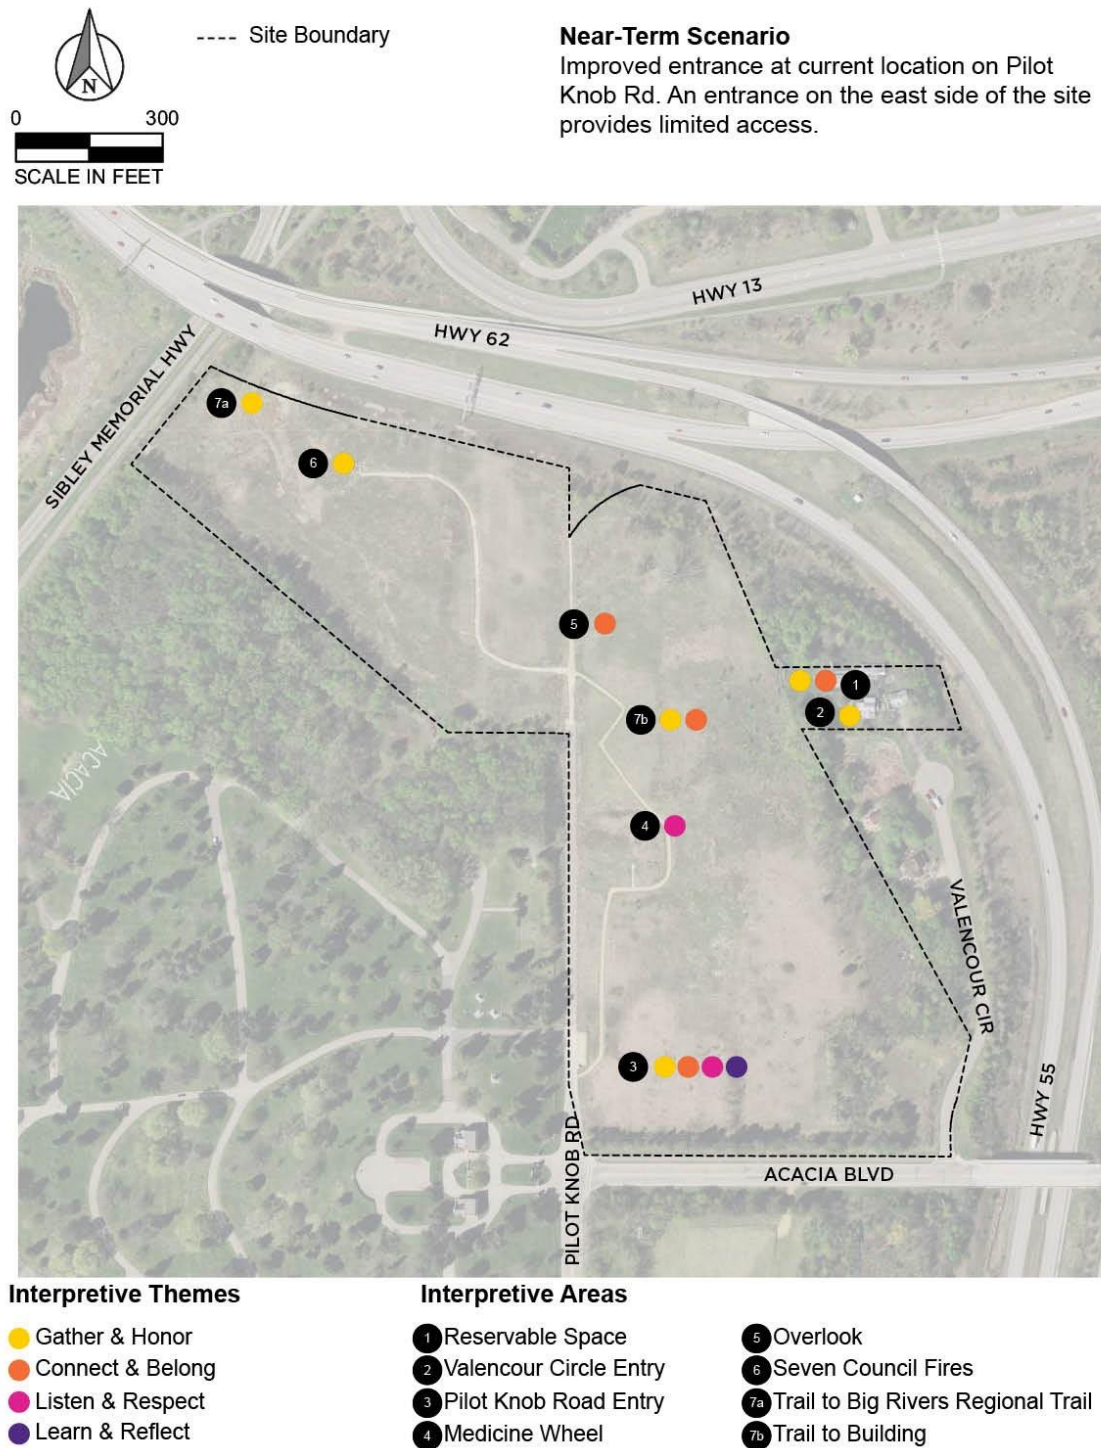 N
0 300
SCALE IN FEET
---- Site Boundary
Near-Term Scenario
Improved entrance at current location on Pilot
Knob Rd. An entrance on the east side of the site
provides limited access.
HWY 13
HWY 62
SIBLEY MEMORIAL HWY
7a
6
5
1
2
7b
ACACIA
4
VALENCOUR CIR
3
HWY 55
PILOT KNOB RD
ACACIA BLVD
Interpretive Themes
Gather & Honor
Connect & Belong
Listen & Respect
Learn & Reflect
Interpretive Areas
1 Reservable Space
2 Valencour Circle Entry
3 Pilot Knob Road Entry
4 Medicine Wheel
5 Overlook
6 Seven Council Fires
7a Trail to Big Rivers Regional Trail
7b Trail to Building